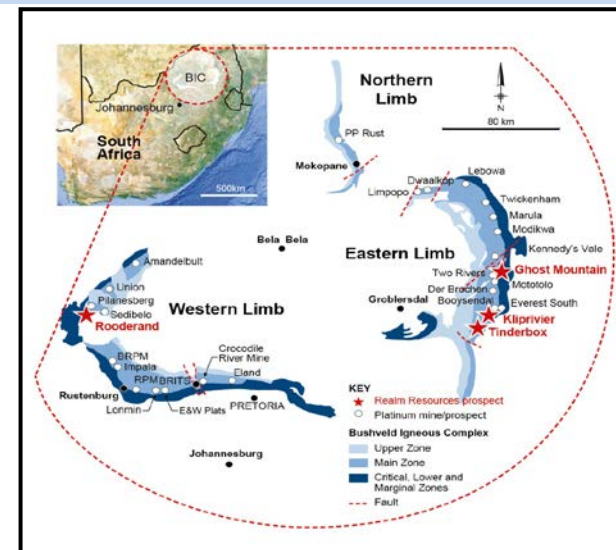 BIC
Johannesburg
South
Africa
500km
Northern
Limb
N
80 km
PP Rust
Mokopane
Limpopo
Dwaalkop
Lebowa
Twickenham
Marula
Modikwa
Kennedy's Vale
Eastern Limb
Ghost Mountain
Two Rivers
Mototolo
Der Brochen
Booysendal
Everest South
Groblersdal
Kliprivier
Tinderbox
Bela Bela
Amandelbult
Union
Pilanesberg
Western Limb
Sedibelo
Rooderand
BRPM
Impala
Crocodile
River Mine
RPM
BRITS
Eland
Rustenburg
Lonmin
E&W Plats
PRETORIA
Johannesburg
KEY
Realm Resources prospect
Platinum mine/prospect
Bushveld Igneous Complex
Upper Zone
Main Zone
Critical, Lower and
Marginal Zones
Fault